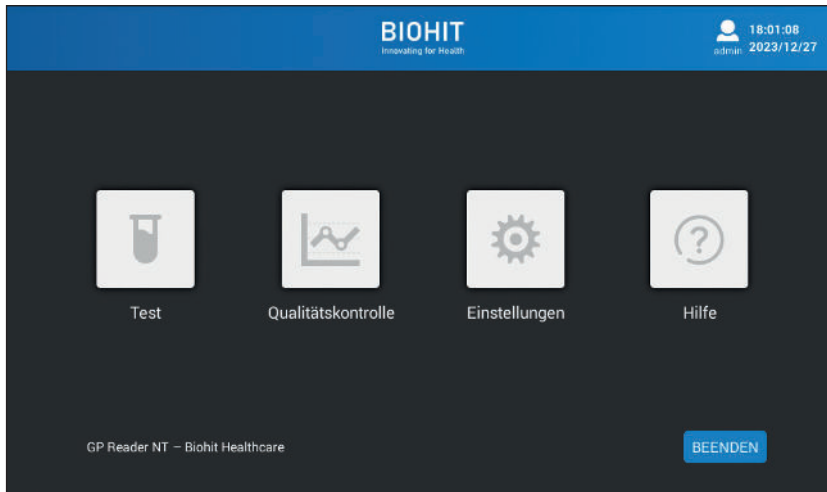 BIOHIT
Innovating for Health
admin
18:01:08
2023/12/27
?
Test
Qualitätskontrolle
Einstellungen
Hilfe
GP Reader NT – Biohit Healthcare
BEENDEN